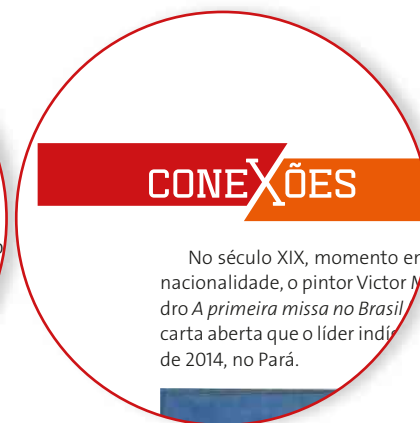 CONEXÕES
No século XIX, momento em
nacionalidade, o pintor Victor
dro A primeira missa no Brasil,
carta aberta que o líder
de 2014, no Pará.